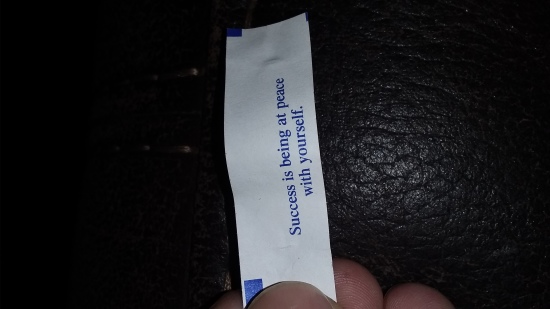 Success is being at peace
with yourself.